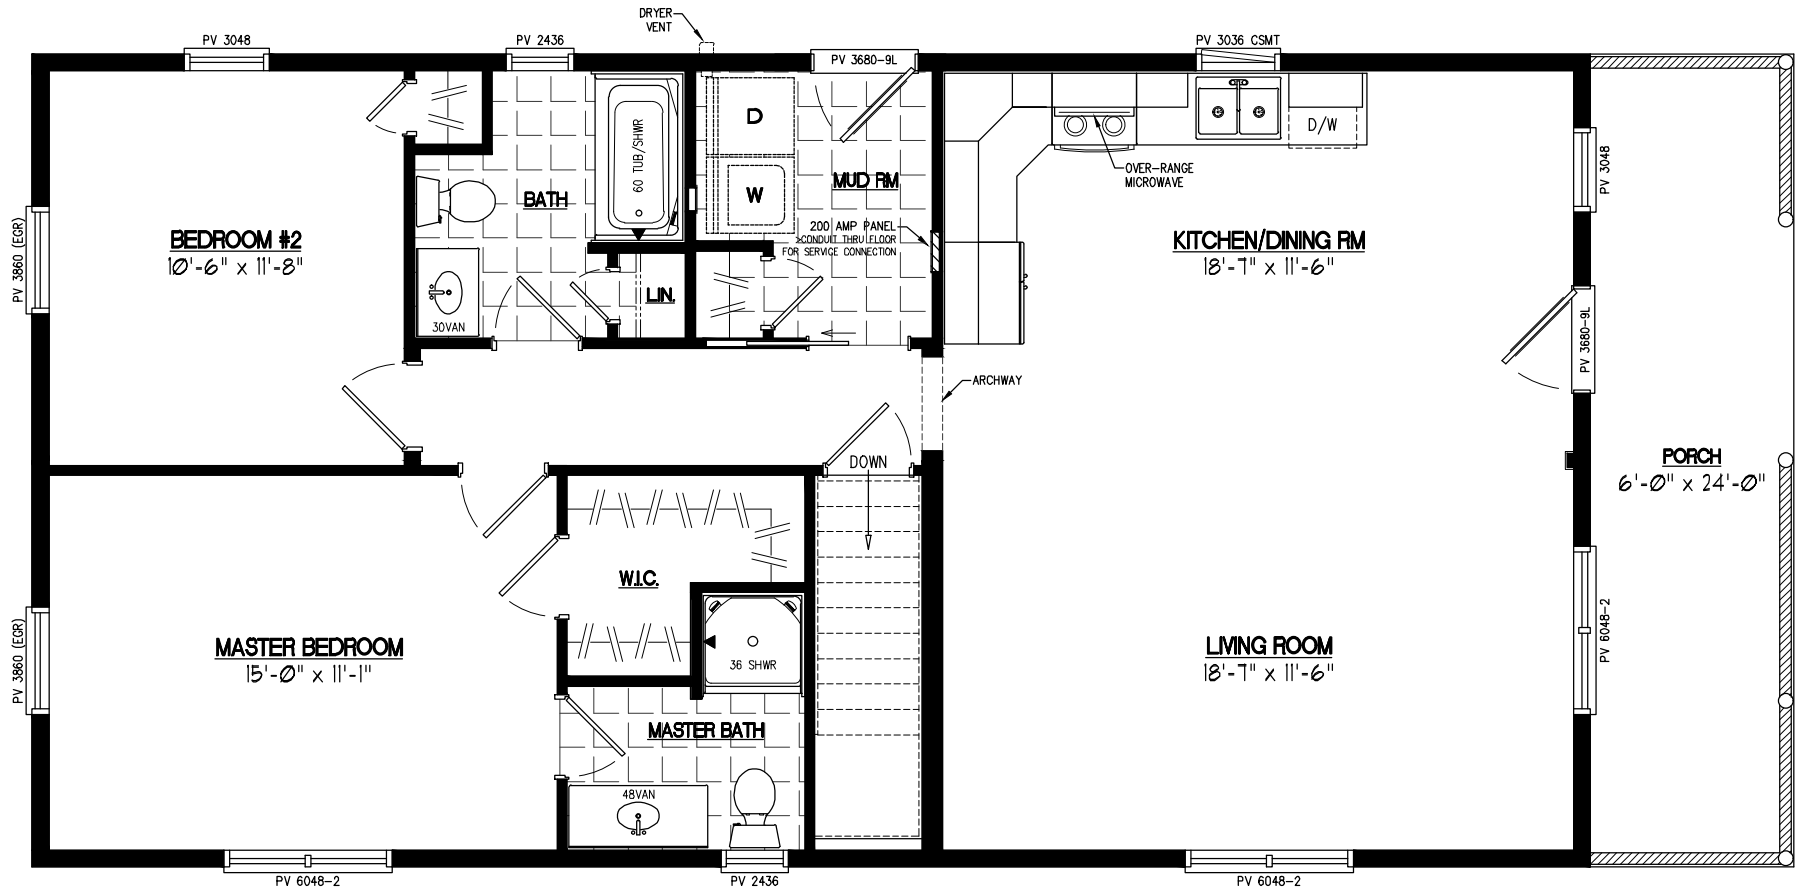 DRYER
VENT
PV 3048
PV 2436
PV 3680-9L
PV 3036 CSMT
D
W
60 TUB/SHWR
BATH
MUD RM
D/W
OVER-RANGE
MICROWAVE
PV 3048
200 AMP PANEL
>CONDUIT THRU FLOOR
FOR SERVICE CONNECTION
PV 3860 (EGR)
BEDROOM #2
10'-6" x 11'-8"
KITCHEN/DINING RM
18'-7" x 11'-6"
LIN.
30VAN
PV 3680-9L
ARCHWAY
DOWN
PORCH
6'-0" x 24'-0"
W.I.C.
PV 3860 (EGR)
MASTER BEDROOM
15'-0" x 11'-1"
36 SHWR
LIVING ROOM
18'-7" x 11'-6"
PV 6048-2
MASTER BATH
48VAN
PV 6048-2
PV 2436
PV 6048-2